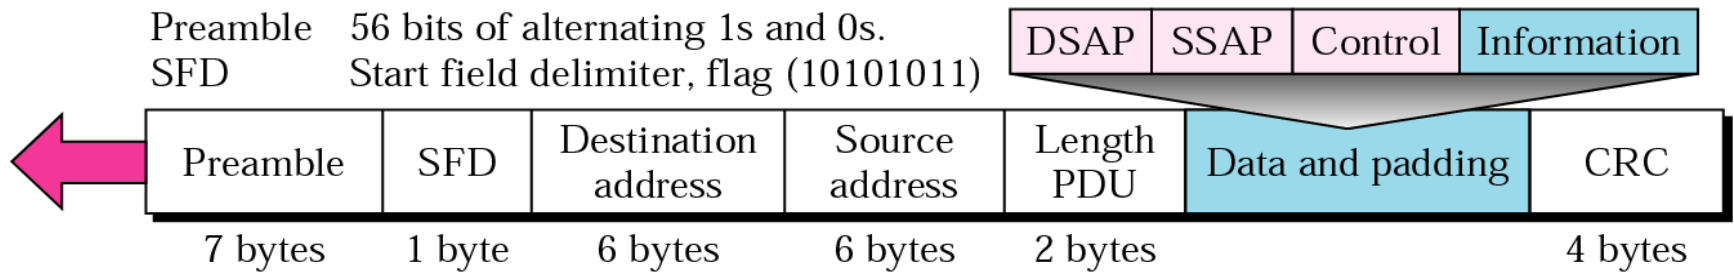 Preamble 56 bits of alternating 1s and 0s.
SFD Start field delimiter, flag (10101011)
DSAP SSAP Control Information
Preamble SFD Destination address Source address Length PDU Data and padding CRC
7 bytes 1 byte 6 bytes 6 bytes 2 bytes 4 bytes